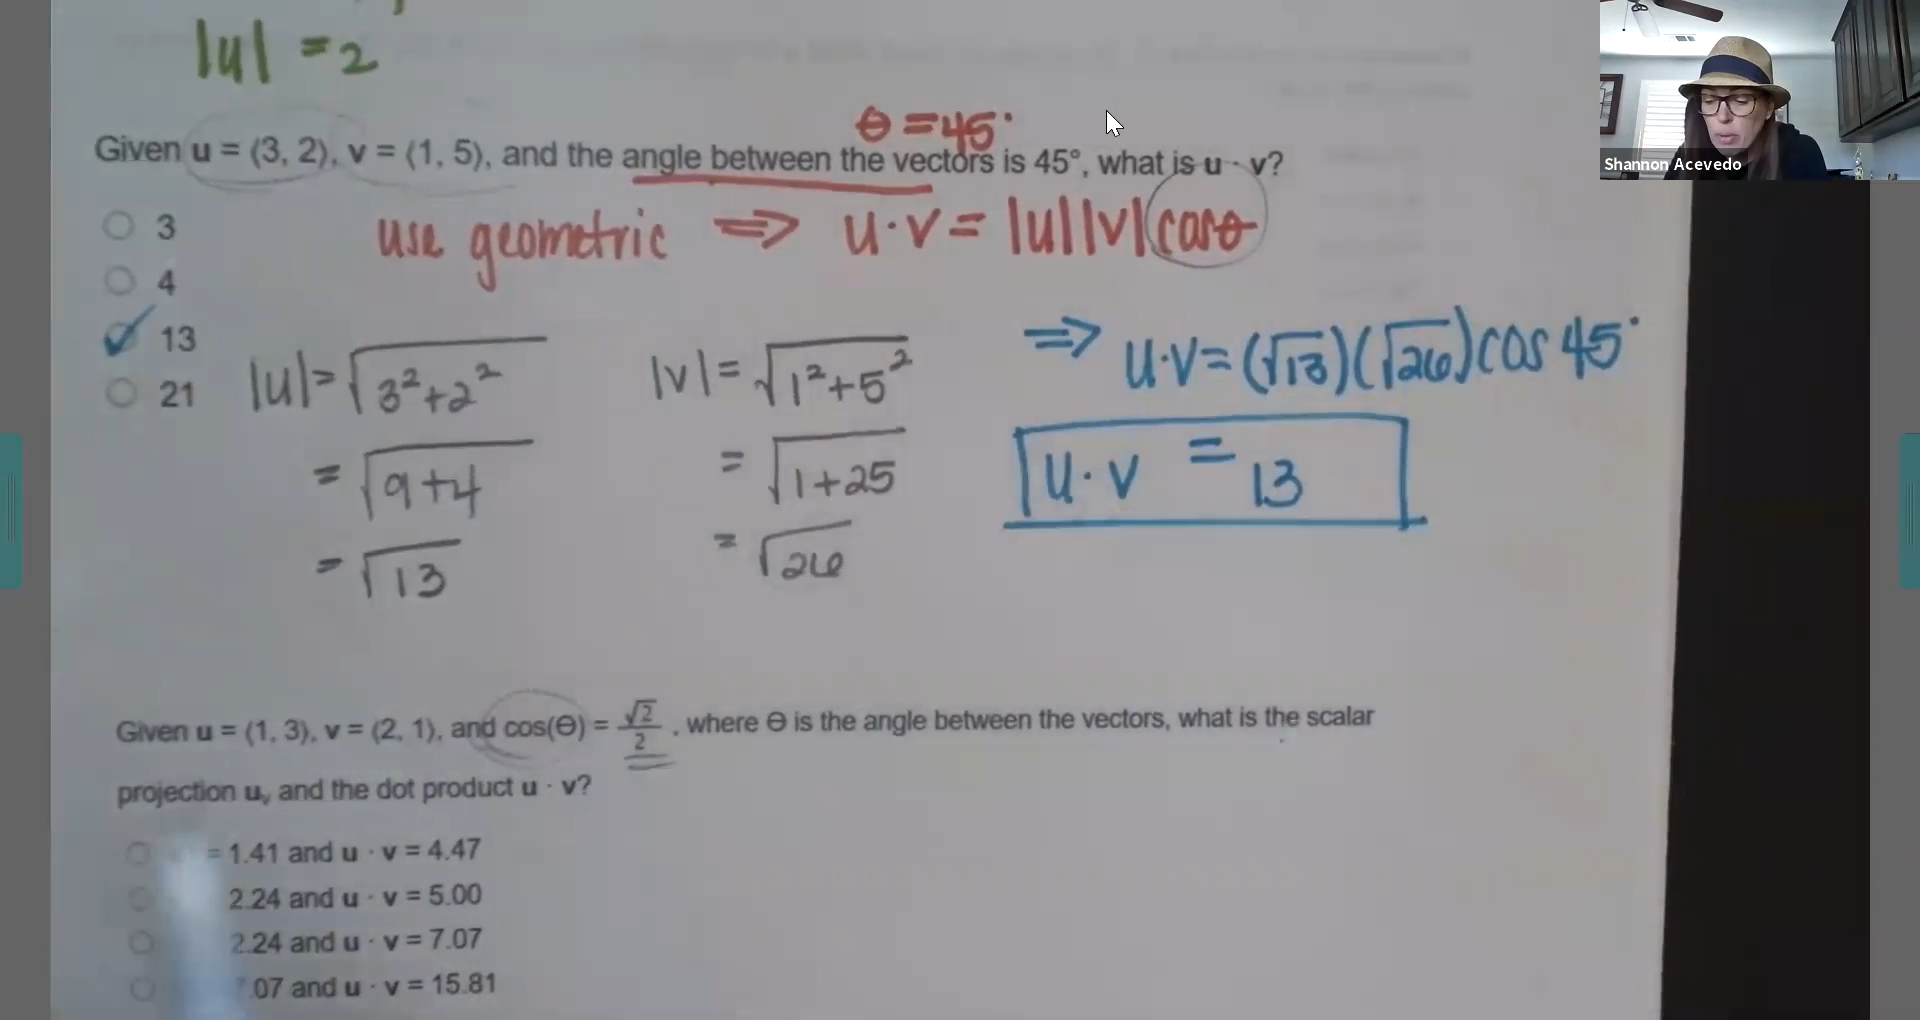 |u| = 2
θ = 45°
Given u = ⟨3, 2⟩, v = ⟨1, 5⟩, and the angle between the vectors is 45°, what is u · v?
3
use geometric ⇒ u·v = |u||v|cosθ
4
13
21
|u| = √3²+2²
|v| = √1²+5²
⇒ u·v = (√13)(√26)cos 45°
= √9+4
= √1+25
u·v = 13
= √13
= √26
Given u = ⟨1, 3⟩, v = ⟨2, 1⟩, and cos(Θ) = √2/2, where Θ is the angle between the vectors, what is the scalar
projection uᵥ and the dot product u · v?
= 1.41 and u · v = 4.47
2.24 and u · v = 5.00
2.24 and u · v = 7.07
.07 and u · v = 15.81
Shannon Acevedo